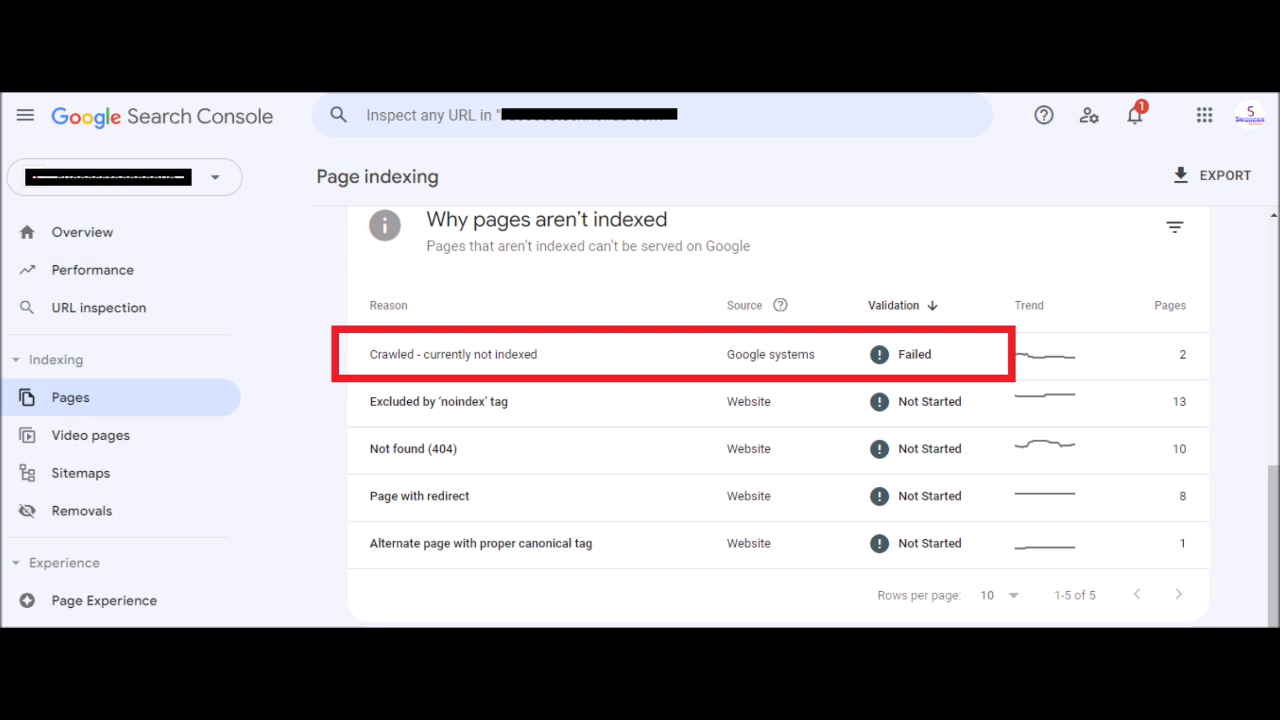 Google Search Console
Inspect any URL in "
1
S
Page indexing
EXPORT
Overview
Performance
URL inspection
Indexing
Pages
Video pages
Sitemaps
Removals
Experience
Page Experience
Why pages aren't indexed
Pages that aren't indexed can't be served on Google
Reason Source Validation Trend Pages
Crawled - currently not indexed Google systems Failed 2
Excluded by ‘noindex’ tag Website Not Started 13
Not found (404) Website Not Started 10
Page with redirect Website Not Started 8
Alternate page with proper canonical tag Website Not Started 1
Rows per page: 10 1-5 of 5